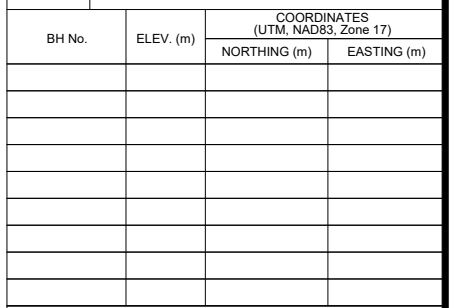 BH No.
ELEV. (m)
COORDINATES
(UTM, NAD83, Zone 17)
NORTHING (m)
EASTING (m)